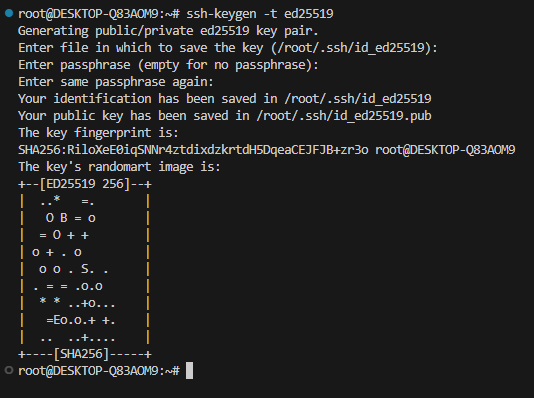 root@DESKTOP-Q83AOM9:~# ssh-keygen -t ed25519
Generating public/private ed25519 key pair.
Enter file in which to save the key (/root/.ssh/id_ed25519):
Enter passphrase (empty for no passphrase):
Enter same passphrase again:
Your identification has been saved in /root/.ssh/id_ed25519
Your public key has been saved in /root/.ssh/id_ed25519.pub
The key fingerprint is:
SHA256:RiloXeE0iqSNNr4ztdixdzkrtdH5DqeaCEJFJB+zr3o root@DESKTOP-Q83AOM9
The key's randomart image is:
+--[ED25519 256]--+
|  ..*   =.       |
|   O B = o       |
|  = O + +        |
| o + . o         |
|  o o . S. .     |
| . = = .o.o      |
|  * * ..+o...    |
|   =Eo.o.+ +.    |
|  ..  ..+....    |
+----[SHA256]-----+
root@DESKTOP-Q83AOM9:~#